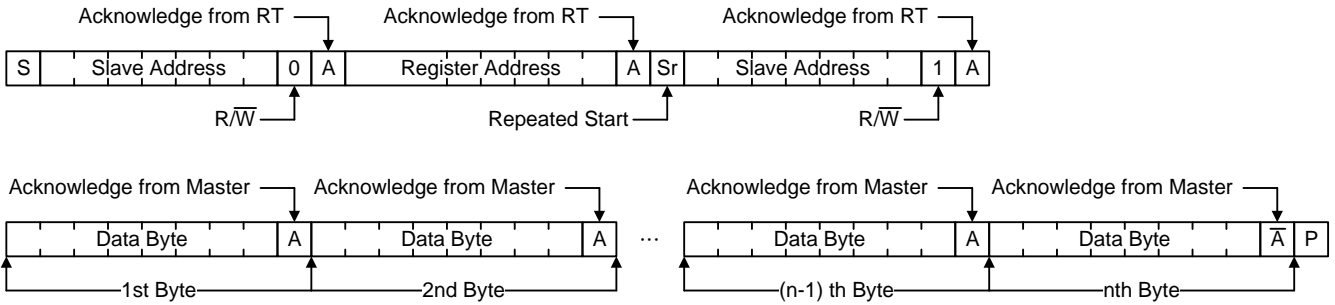 Acknowledge from RT Acknowledge from RT Acknowledge from RT
S Slave Address 0 A Register Address A Sr Slave Address 1 A
R/W̅ Repeated Start R/W̅
Acknowledge from Master Acknowledge from Master Acknowledge from Master Acknowledge from Master
Data Byte A Data Byte A ... Data Byte A Data Byte A̅ P
1st Byte 2nd Byte (n-1) th Byte nth Byte